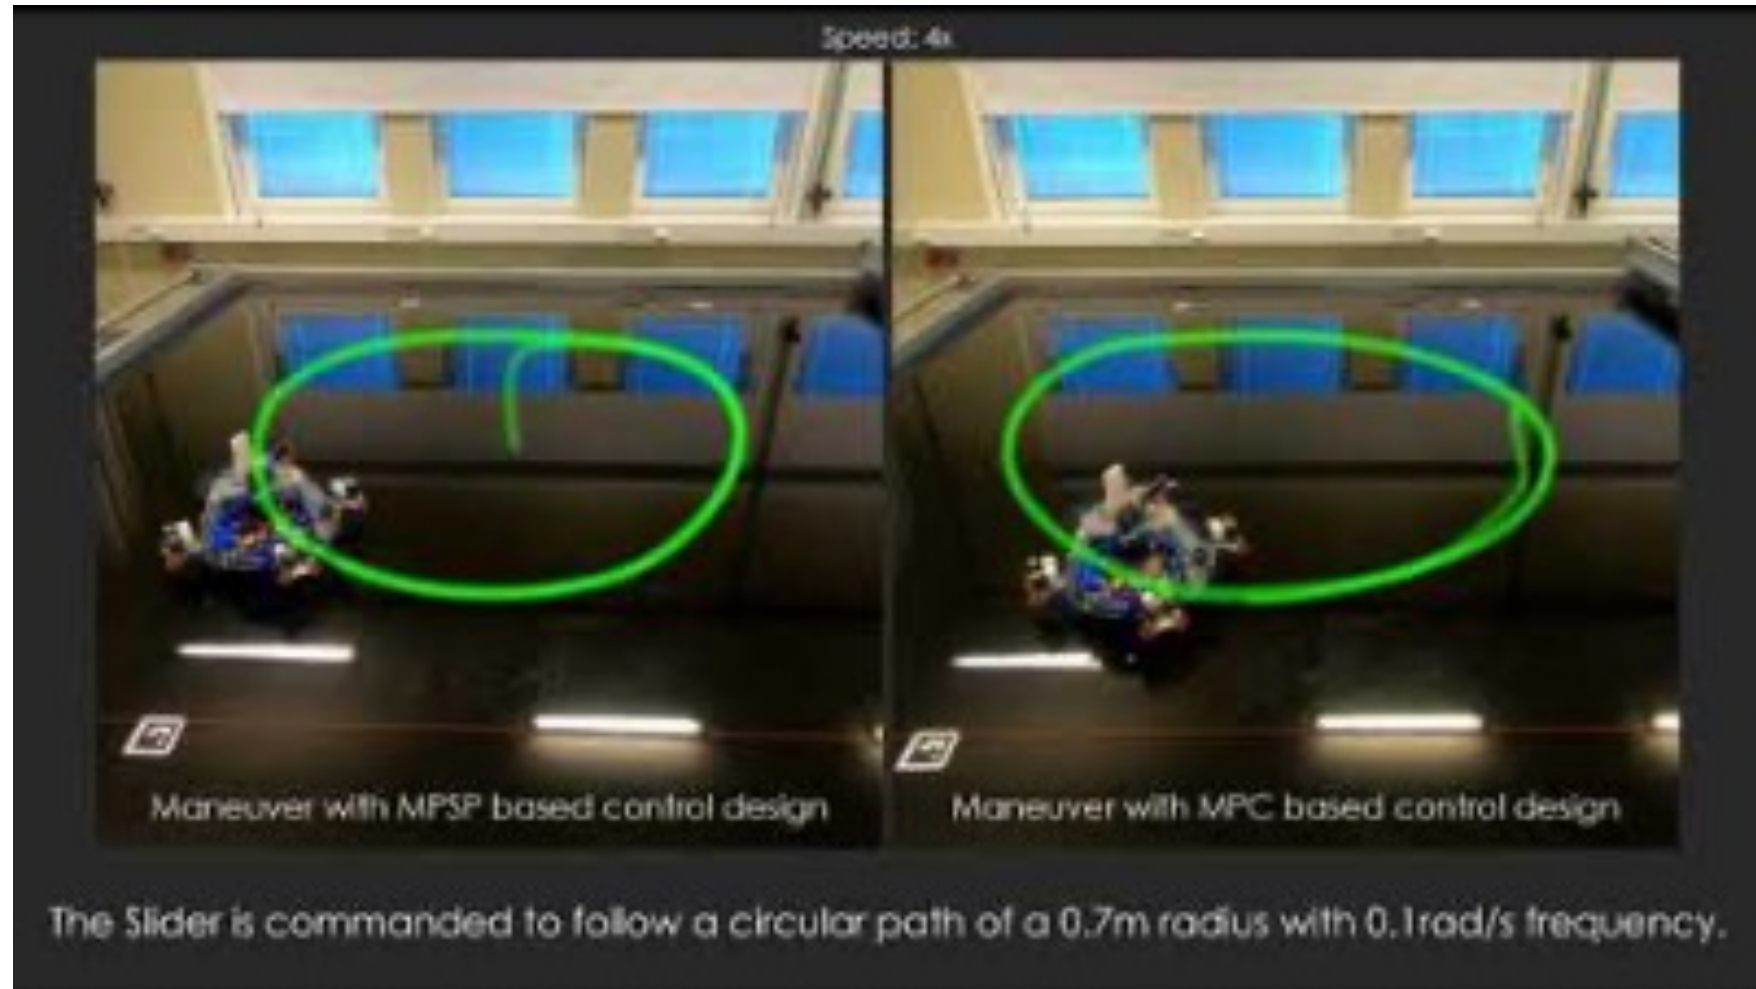 Speed: 4x
Maneuver with MPSP based control design
Maneuver with MPC based control design
The Slider is commanded to follow a circular path of a 0.7m radius with 0.1rad/s frequency.